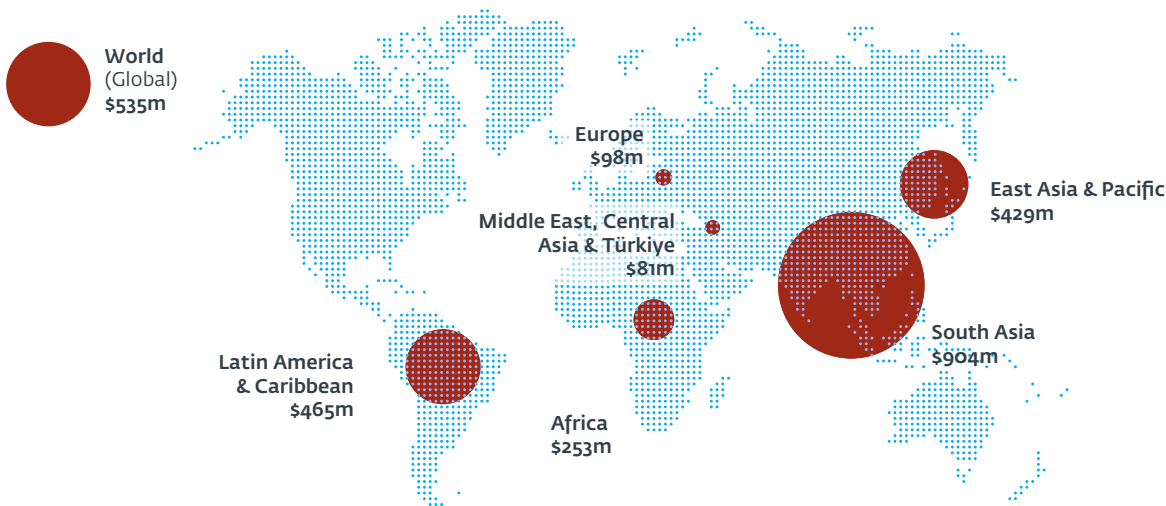 World
(Global)
$535m
Europe
$98m
East Asia & Pacific
$429m
Middle East, Central
Asia & Türkiye
$81m
South Asia
$904m
Latin America
& Caribbean
$465m
Africa
$253m